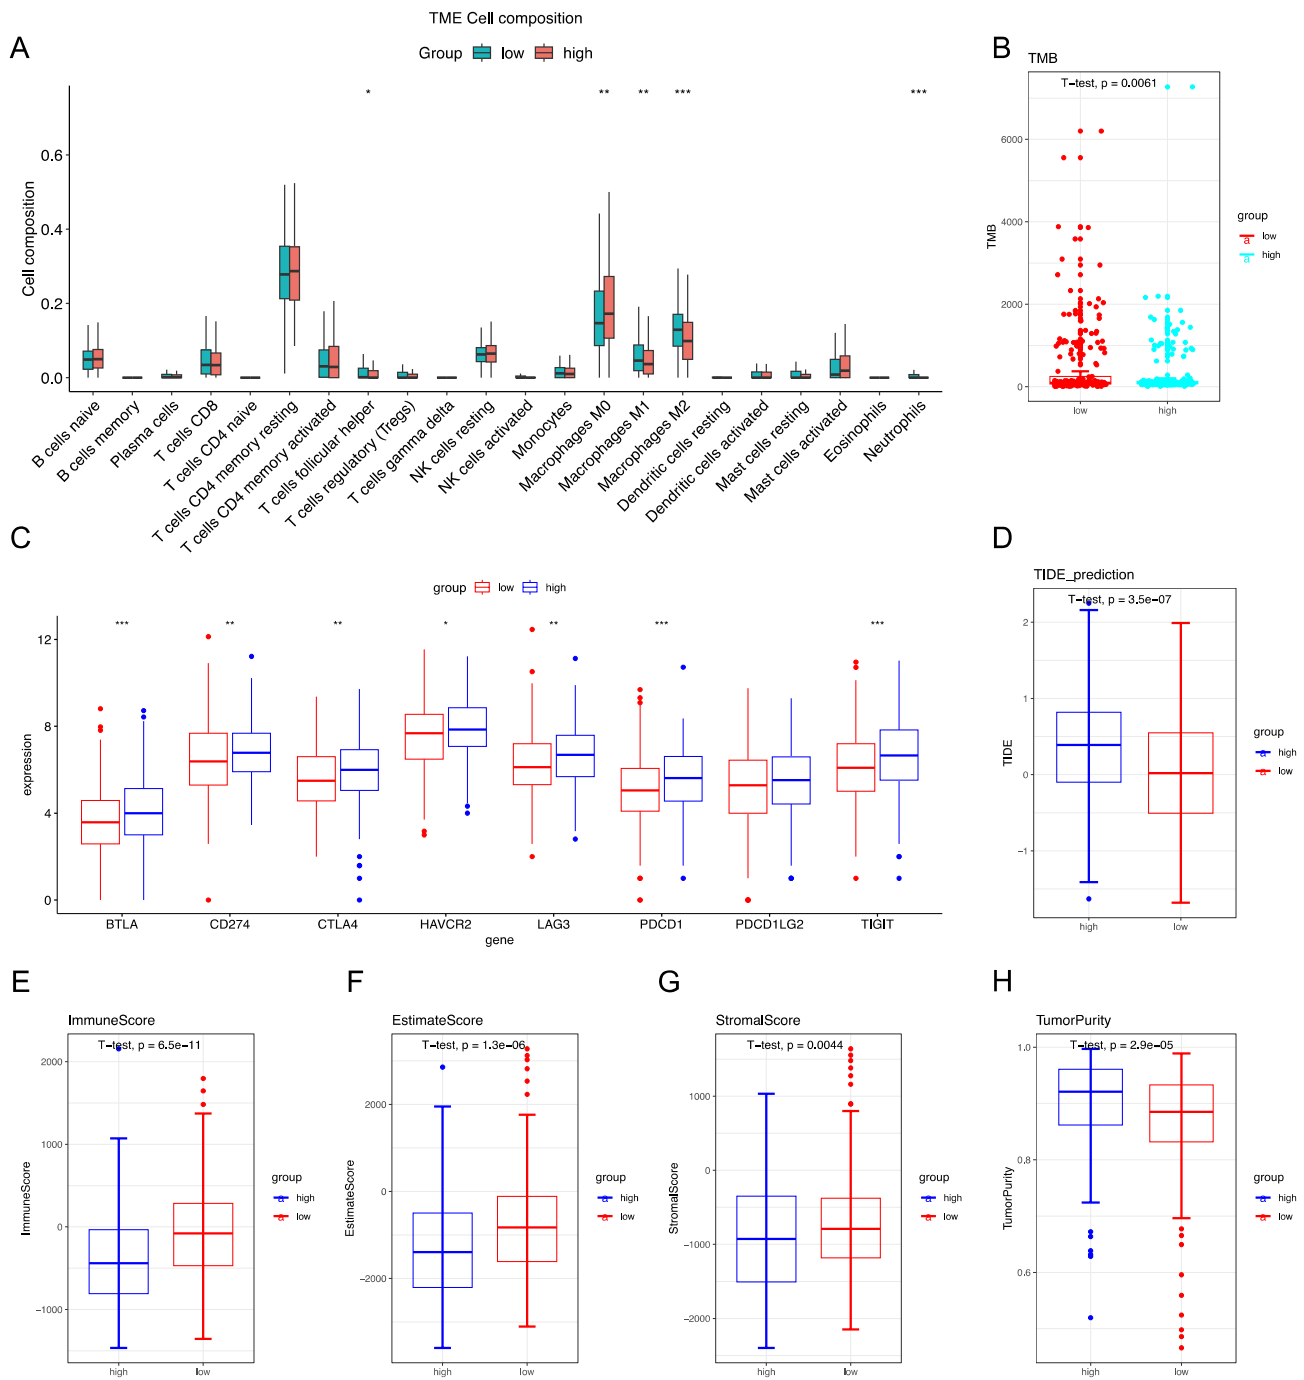 A
TME Cell composition
Group low high
* ** ** *** ***
Cell composition
0.6
0.4
0.2
0.0
B cells naive
B cells memory
Plasma cells
T cells CD8
T cells CD4 naive
T cells CD4 memory resting
T cells CD4 memory activated
T cells follicular helper
T cells regulatory (Tregs)
T cells gamma delta
NK cells resting
NK cells activated
Monocytes
Macrophages M0
Macrophages M1
Macrophages M2
Dendritic cells resting
Dendritic cells activated
Mast cells resting
Mast cells activated
Eosinophils
Neutrophils
B
TMB
T-test, p = 0.0061
TMB
6000
4000
2000
0
low high
group
a low
a high
C
group low high
*** ** ** * ** *** ***
expression
12
8
4
0
BTLA CD274 CTLA4 HAVCR2 LAG3 PDCD1 PDCD1LG2 TIGIT
gene
D
TIDE_prediction
T-test, p = 3.5e-07
TIDE
2
1
0
−1
high low
group
a high
a low
E
ImmuneScore
T-test, p = 6.5e-11
ImmuneScore
2000
1000
0
−1000
high low
group
a high
a low
F
EstimateScore
T-test, p = 1.3e-06
EstimateScore
2000
0
−2000
high low
group
a high
a low
G
StromalScore
T-test, p = 0.0044
StromalScore
1000
0
−1000
−2000
high low
group
a high
a low
H
TumorPurity
T-test, p = 2.9e-05
TumorPurity
1.0
0.8
0.6
high low
group
a high
a low